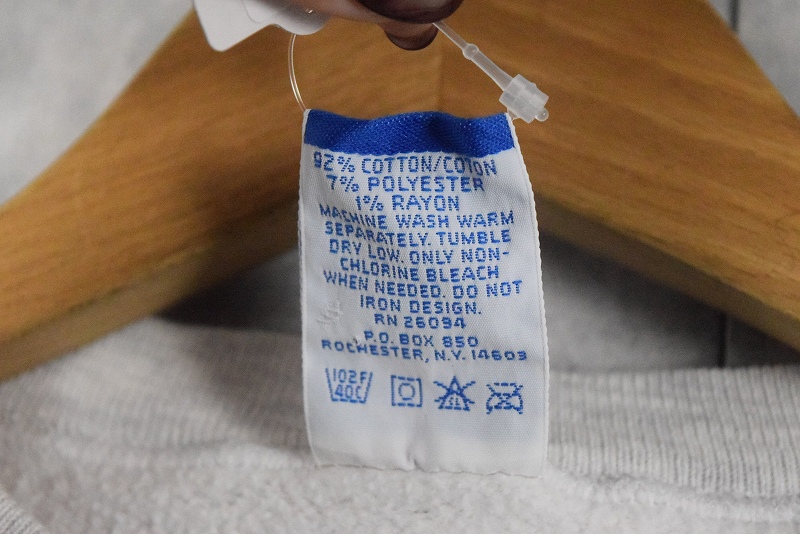 92% COTTON/COTON
7% POLYESTER
1% RAYON
MACHINE WASH WARM
SEPARATELY. TUMBLE
DRY LOW. ONLY NON-
CHLORINE BLEACH
WHEN NEEDED. DO NOT
IRON DESIGN.
RN 26094
P.O. BOX 850
ROCHESTER, N.Y. 14603
102F
40C
CL